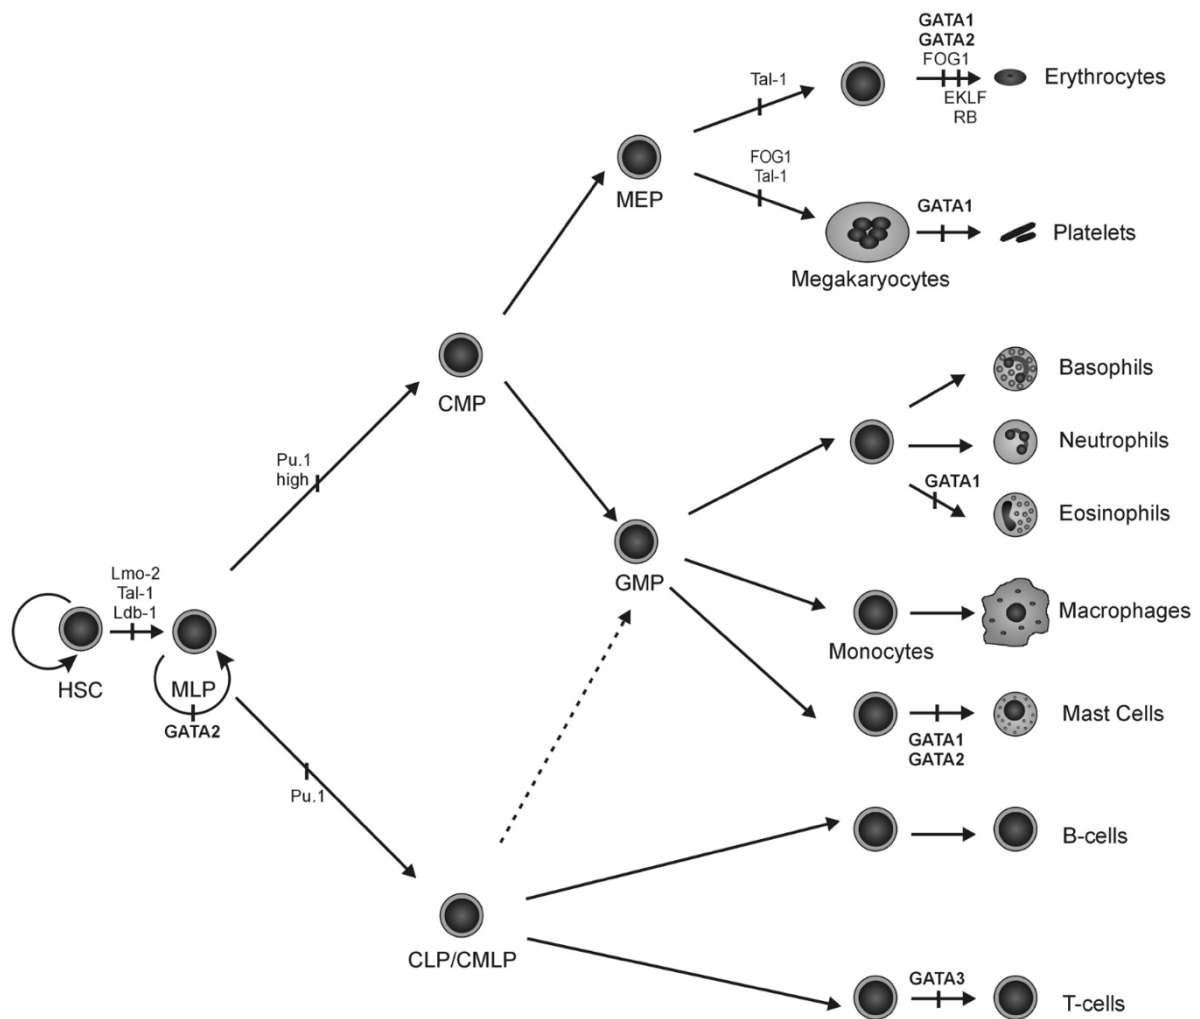 GATA1
GATA2
FOG1
EKLF
RB
Erythrocytes
Tal-1
MEP
FOG1
Tal-1
GATA1
Platelets
Megakaryocytes
CMP
Basophils
Neutrophils
GATA1
Eosinophils
Pu.1
high
GMP
Lmo-2
Tal-1
Ldb-1
HSC
MLP
GATA2
Monocytes
Macrophages
GATA1
GATA2
Mast Cells
Pu.1
CLP/CMLP
B-cells
GATA3
T-cells